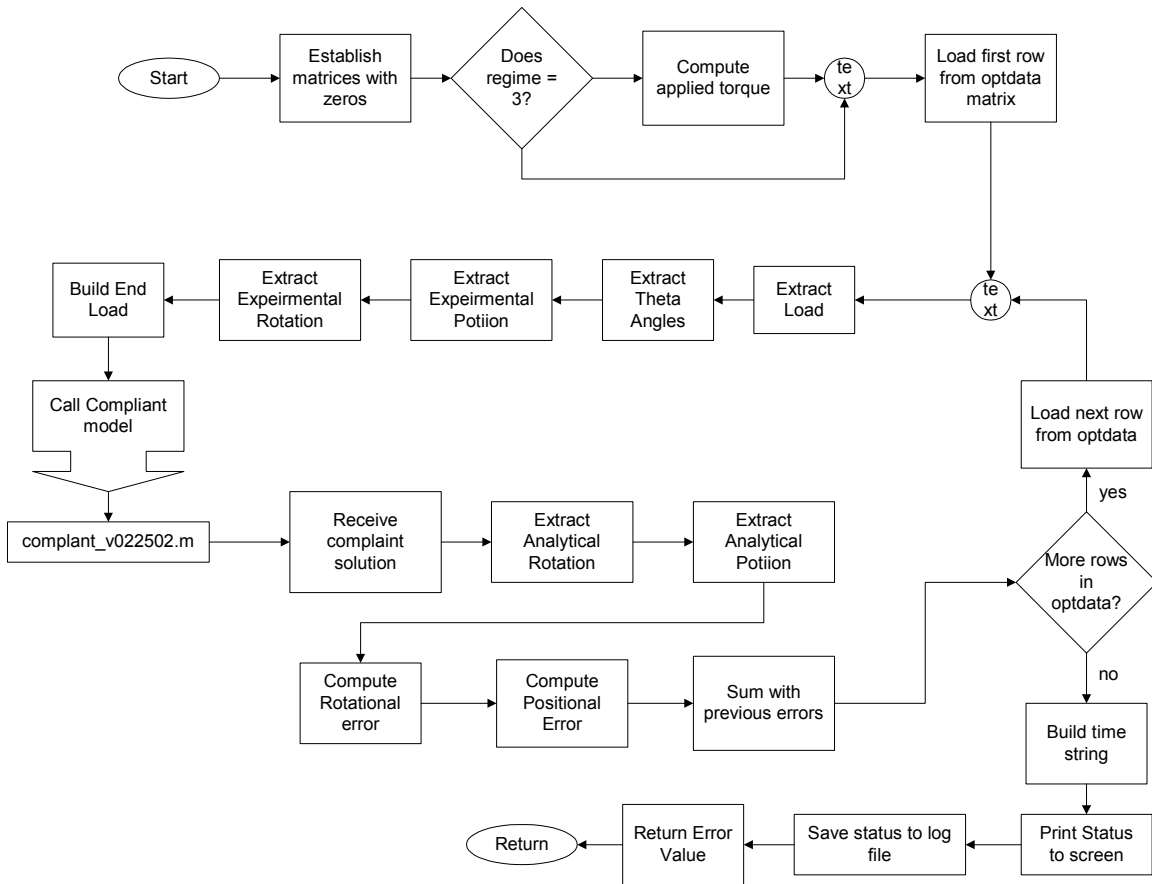 Start
Establish
matrices with
zeros
Does
regime =
3?
Compute
applied torque
te
xt
Load first row
from optdata
matrix
Build End
Load
Extract
Expeirmental
Rotation
Extract
Expeirmental
Potiion
Extract
Theta
Angles
Extract
Load
te
xt
Call Compliant
model
Load next row
from optdata
yes
complant_v022502.m
Receive
complaint
solution
Extract
Analytical
Rotation
Extract
Analytical
Potiion
More rows
in
optdata?
no
Compute
Rotational
error
Compute
Positional
Error
Sum with
previous errors
Build time
string
Return
Return Error
Value
Save status to log
file
Print Status
to screen